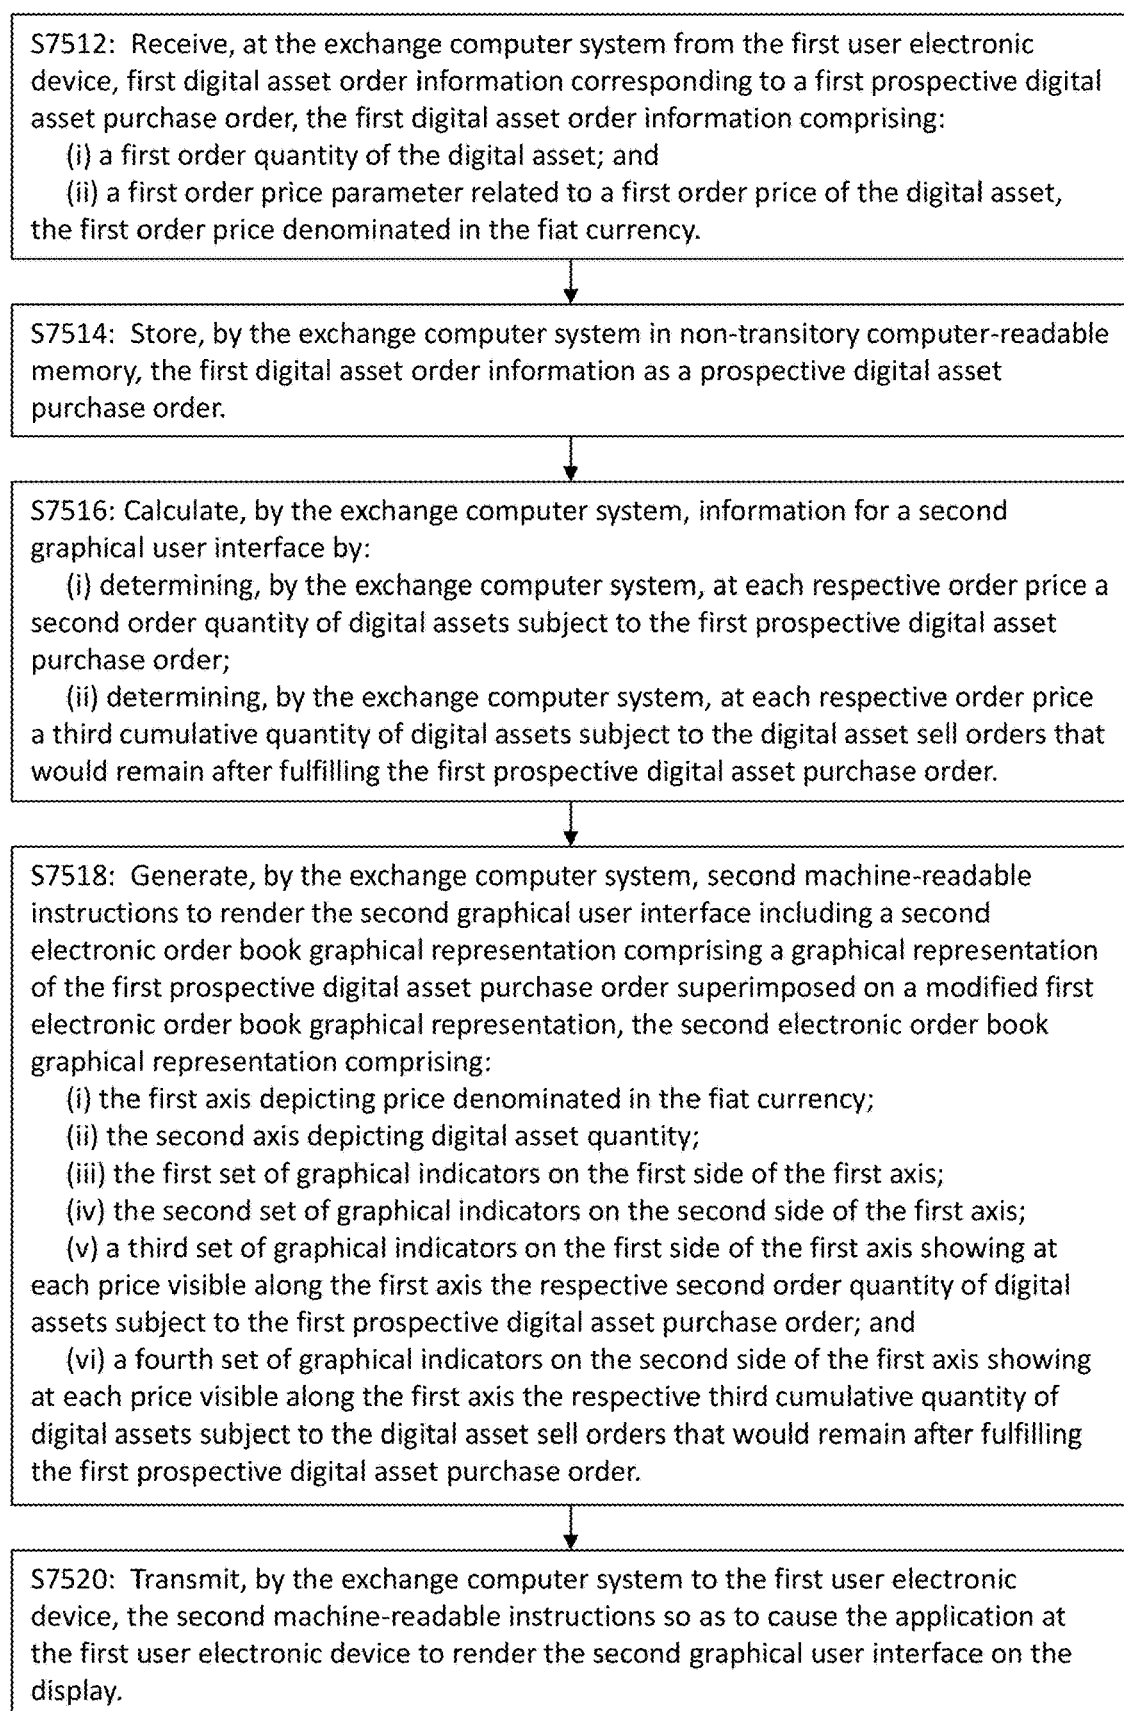 S7512: Receive, at the exchange computer system from the first user electronic
device, first digital asset order information corresponding to a first prospective digital
asset purchase order, the first digital asset order information comprising:
(i) a first order quantity of the digital asset; and
(ii) a first order price parameter related to a first order price of the digital asset,
the first order price denominated in the fiat currency.
S7514: Store, by the exchange computer system in non-transitory computer-readable
memory, the first digital asset order information as a prospective digital asset
purchase order.
S7516: Calculate, by the exchange computer system, information for a second
graphical user interface by:
(i) determining, by the exchange computer system, at each respective order price a
second order quantity of digital assets subject to the first prospective digital asset
purchase order;
(ii) determining, by the exchange computer system, at each respective order price
a third cumulative quantity of digital assets subject to the digital asset sell orders that
would remain after fulfilling the first prospective digital asset purchase order.
S7518: Generate, by the exchange computer system, second machine-readable
instructions to render the second graphical user interface including a second
electronic order book graphical representation comprising a graphical representation
of the first prospective digital asset purchase order superimposed on a modified first
electronic order book graphical representation, the second electronic order book
graphical representation comprising:
(i) the first axis depicting price denominated in the fiat currency;
(ii) the second axis depicting digital asset quantity;
(iii) the first set of graphical indicators on the first side of the first axis;
(iv) the second set of graphical indicators on the second side of the first axis;
(v) a third set of graphical indicators on the first side of the first axis showing at
each price visible along the first axis the respective second order quantity of digital
assets subject to the first prospective digital asset purchase order; and
(vi) a fourth set of graphical indicators on the second side of the first axis showing
at each price visible along the first axis the respective third cumulative quantity of
digital assets subject to the digital asset sell orders that would remain after fulfilling
the first prospective digital asset purchase order.
S7520: Transmit, by the exchange computer system to the first user electronic
device, the second machine-readable instructions so as to cause the application at
the first user electronic device to render the second graphical user interface on the
display.